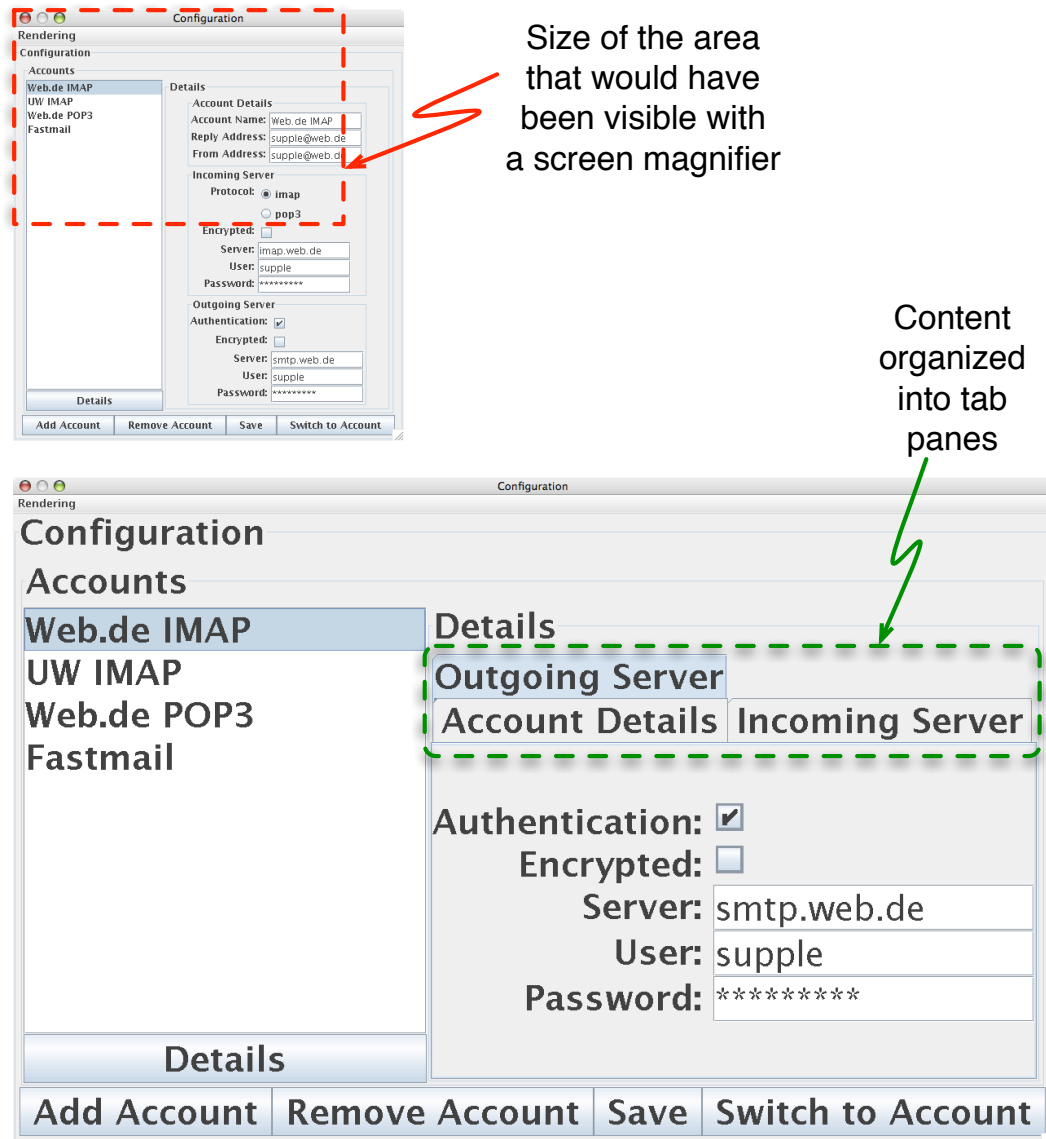 Configuration
Rendering
Configuration
Accounts
Web.de IMAP
UW IMAP
Web.de POP3
Fastmail
Details
Account Details
Account Name: Web.de IMAP
Reply Address: supple@web.de
From Address: supple@web.de
Incoming Server
Protocol: imap
pop3
Encrypted:
Server: imap.web.de
User: supple
Password: *********
Outgoing Server
Authentication:
Encrypted:
Server: smtp.web.de
User: supple
Password: *********
Details
Add Account Remove Account Save Switch to Account
Size of the area
that would have
been visible with
a screen magnifier
Content
organized
into tab
panes
Configuration
Rendering
Configuration
Accounts
Web.de IMAP
UW IMAP
Web.de POP3
Fastmail
Details
Outgoing Server
Account Details Incoming Server
Authentication:
Encrypted:
Server: smtp.web.de
User: supple
Password: *********
Details
Add Account Remove Account Save Switch to Account